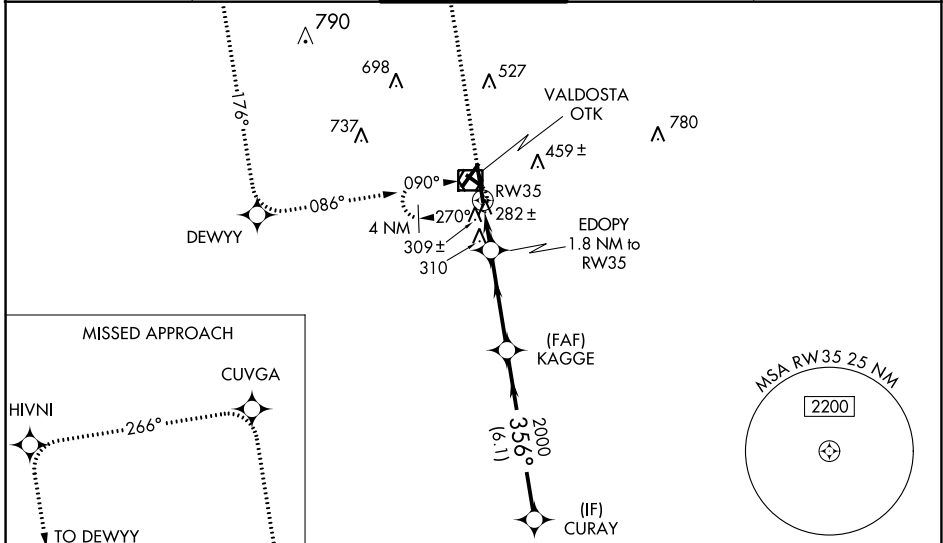 790
698
527
VALDOSTA
OTK
176°
737
780
459 ±
090°
RW35
086°
270°
282 ±
4 NM
DEWYY
309 ±
310
EDOPY
1.8 NM to
RW35
MISSED APPROACH
(FAF)
KAGGE
CUVGA
MSA RW35 25 NM
HIVNI
2200
266°
2000
356°
(6.1)
(IF)
CURAY
TO DEWYY